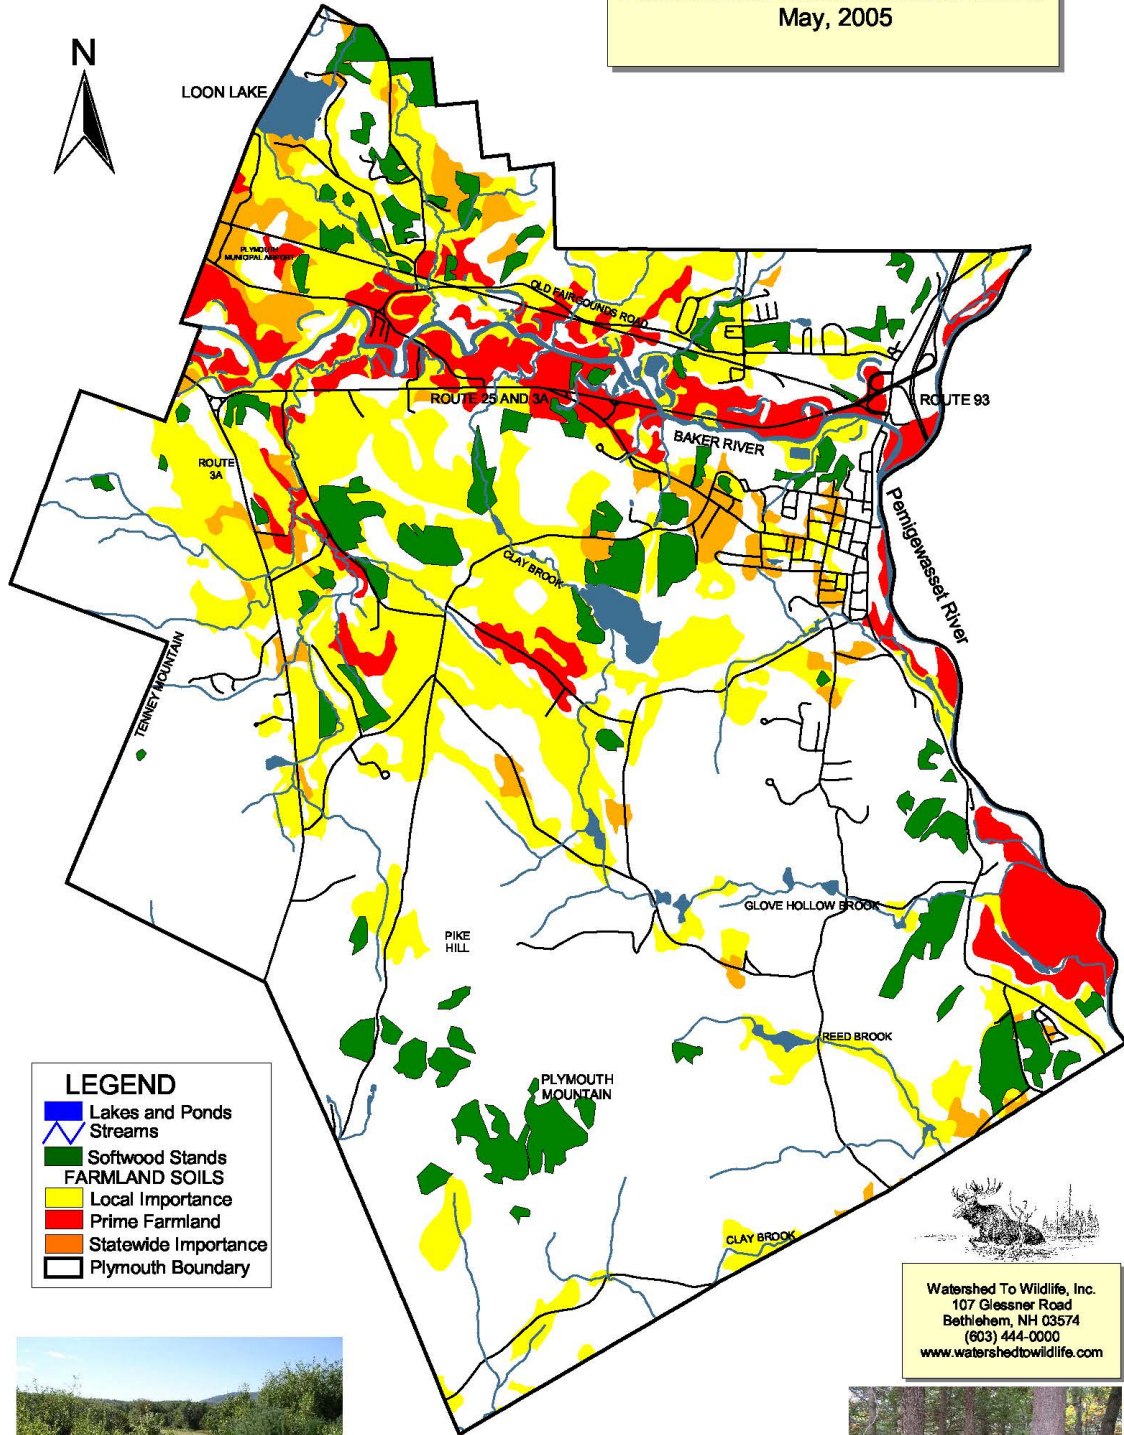 May, 2005
N
LOON LAKE
PLYMOUTH
MUNICIPAL AIRPORT
OLD FAIRGOUNDS ROAD
ROUTE 25 AND 3A
ROUTE 93
BAKER RIVER
ROUTE
3A
Pemigewasset River
CLAY BROOK
TENNEY MOUNTAIN
GLOVE HOLLOW BROOK
PIKE
HILL
REED BROOK
PLYMOUTH
MOUNTAIN
CLAY BROOK
LEGEND
Lakes and Ponds
Streams
Softwood Stands
FARMLAND SOILS
Local Importance
Prime Farmland
Statewide Importance
Plymouth Boundary
Watershed To Wildlife, Inc.
107 Glessner Road
Bethlehem, NH 03574
(603) 444-0000
www.watershedtowildlife.com